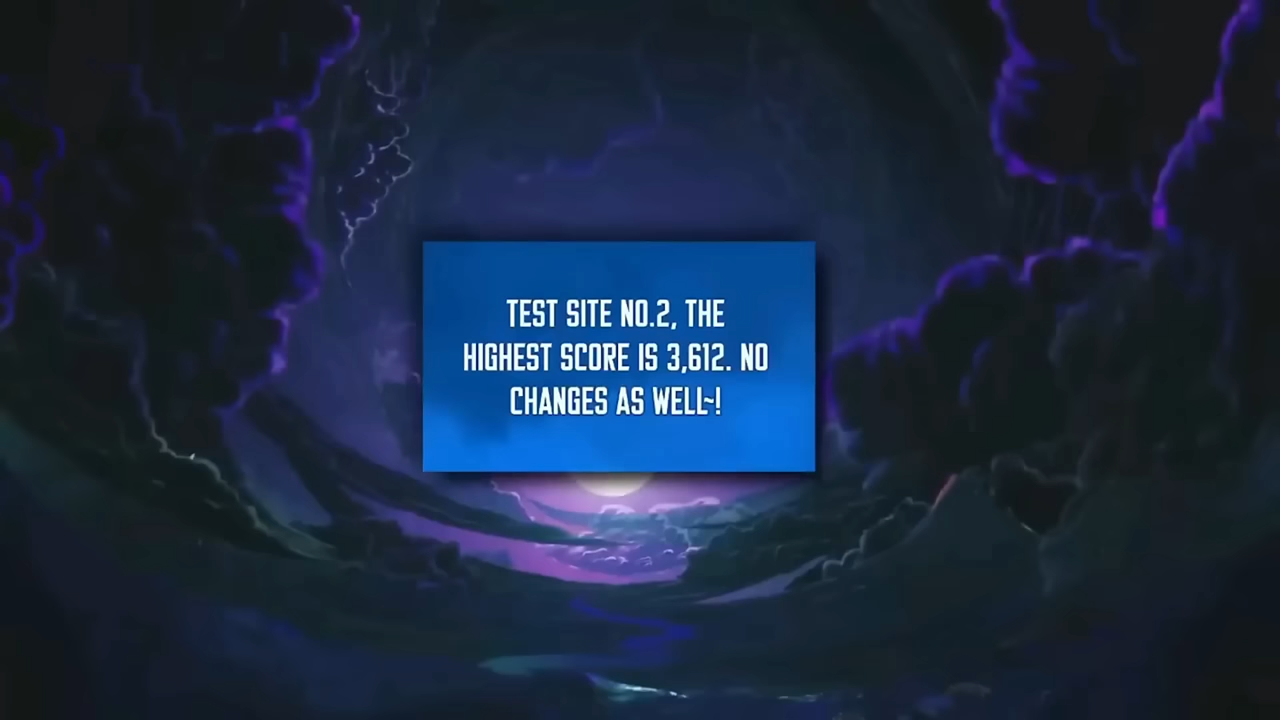 TEST SITE NO.2, THE
HIGHEST SCORE IS 3,612. NO
CHANGES AS WELL~!